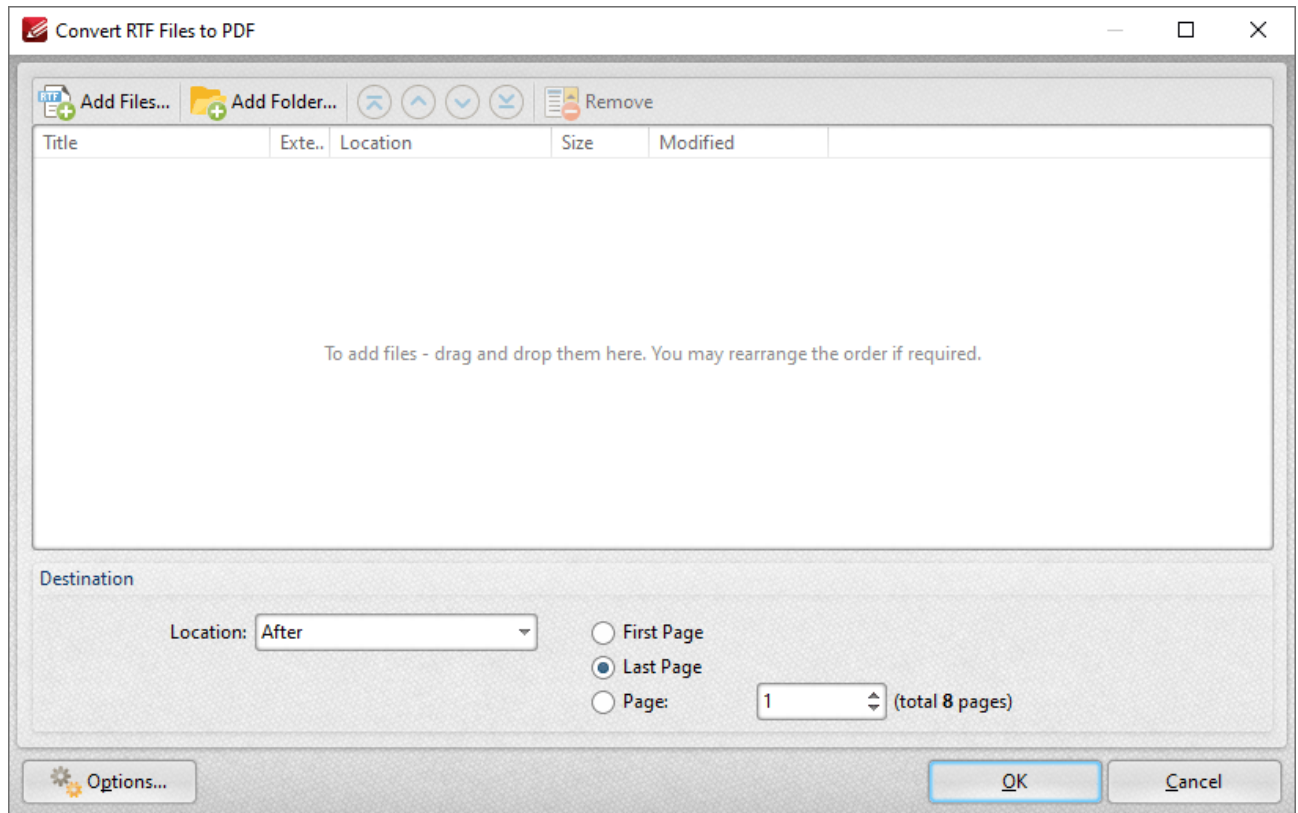 Convert RTF Files to PDF
RTF Add Files... Add Folder... Remove
Title Exte.. Location Size Modified
To add files - drag and drop them here. You may rearrange the order if required.
Destination
Location: After First Page
Last Page
Page: 1 (total 8 pages)
Options... OK Cancel